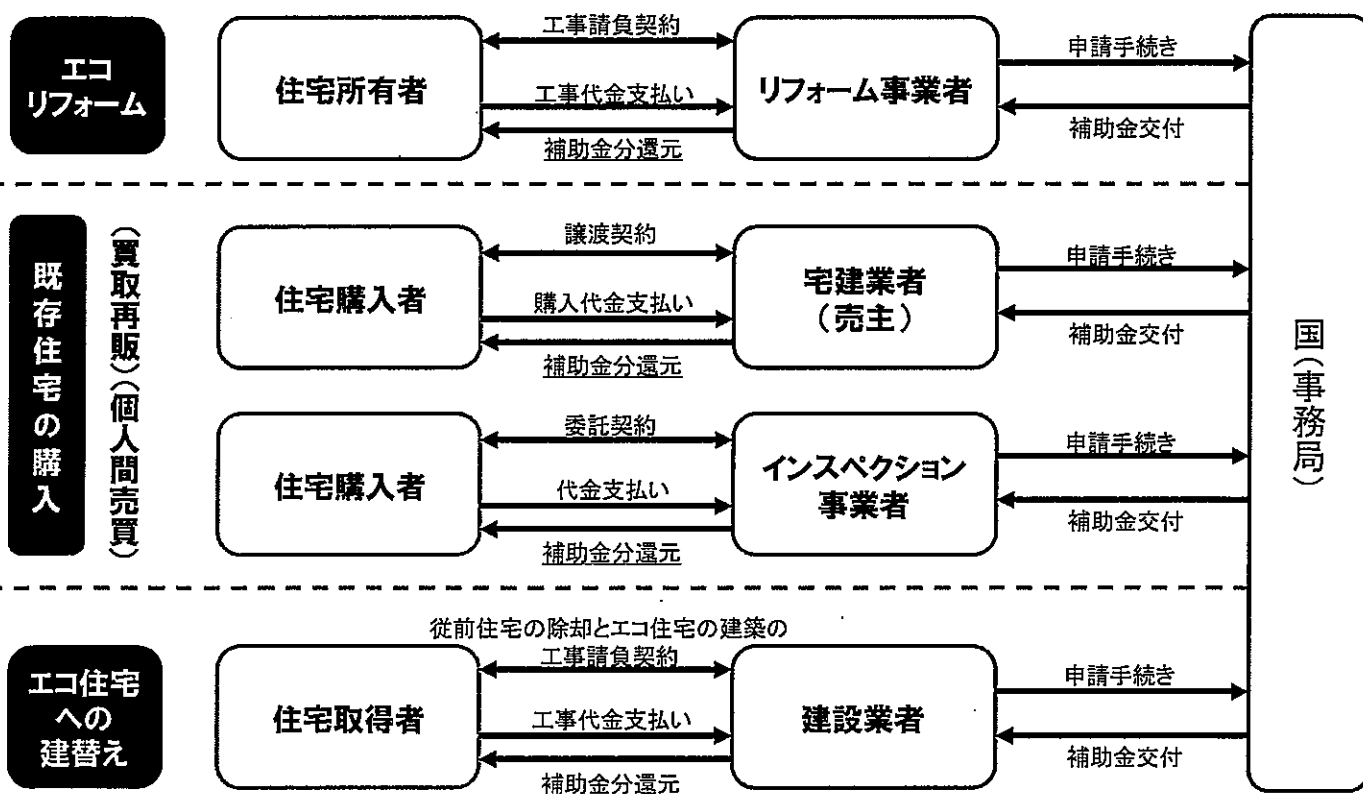 エコ
リフォーム
住宅所有者
工事請負契約
工事代金支払い
補助金分還元
リフォーム事業者
申請手続き
補助金交付
既存住宅の購入
（買取再販）（個人間売買）
住宅購入者
譲渡契約
購入代金支払い
補助金分還元
宅建業者
（売主）
申請手続き
補助金交付
住宅購入者
委託契約
代金支払い
補助金分還元
インスペクション
事業者
申請手続き
補助金交付
エコ住宅
への
建替え
住宅取得者
従前住宅の除却とエコ住宅の建築の
工事請負契約
工事代金支払い
補助金分還元
建設業者
申請手続き
補助金交付
国（事務局）